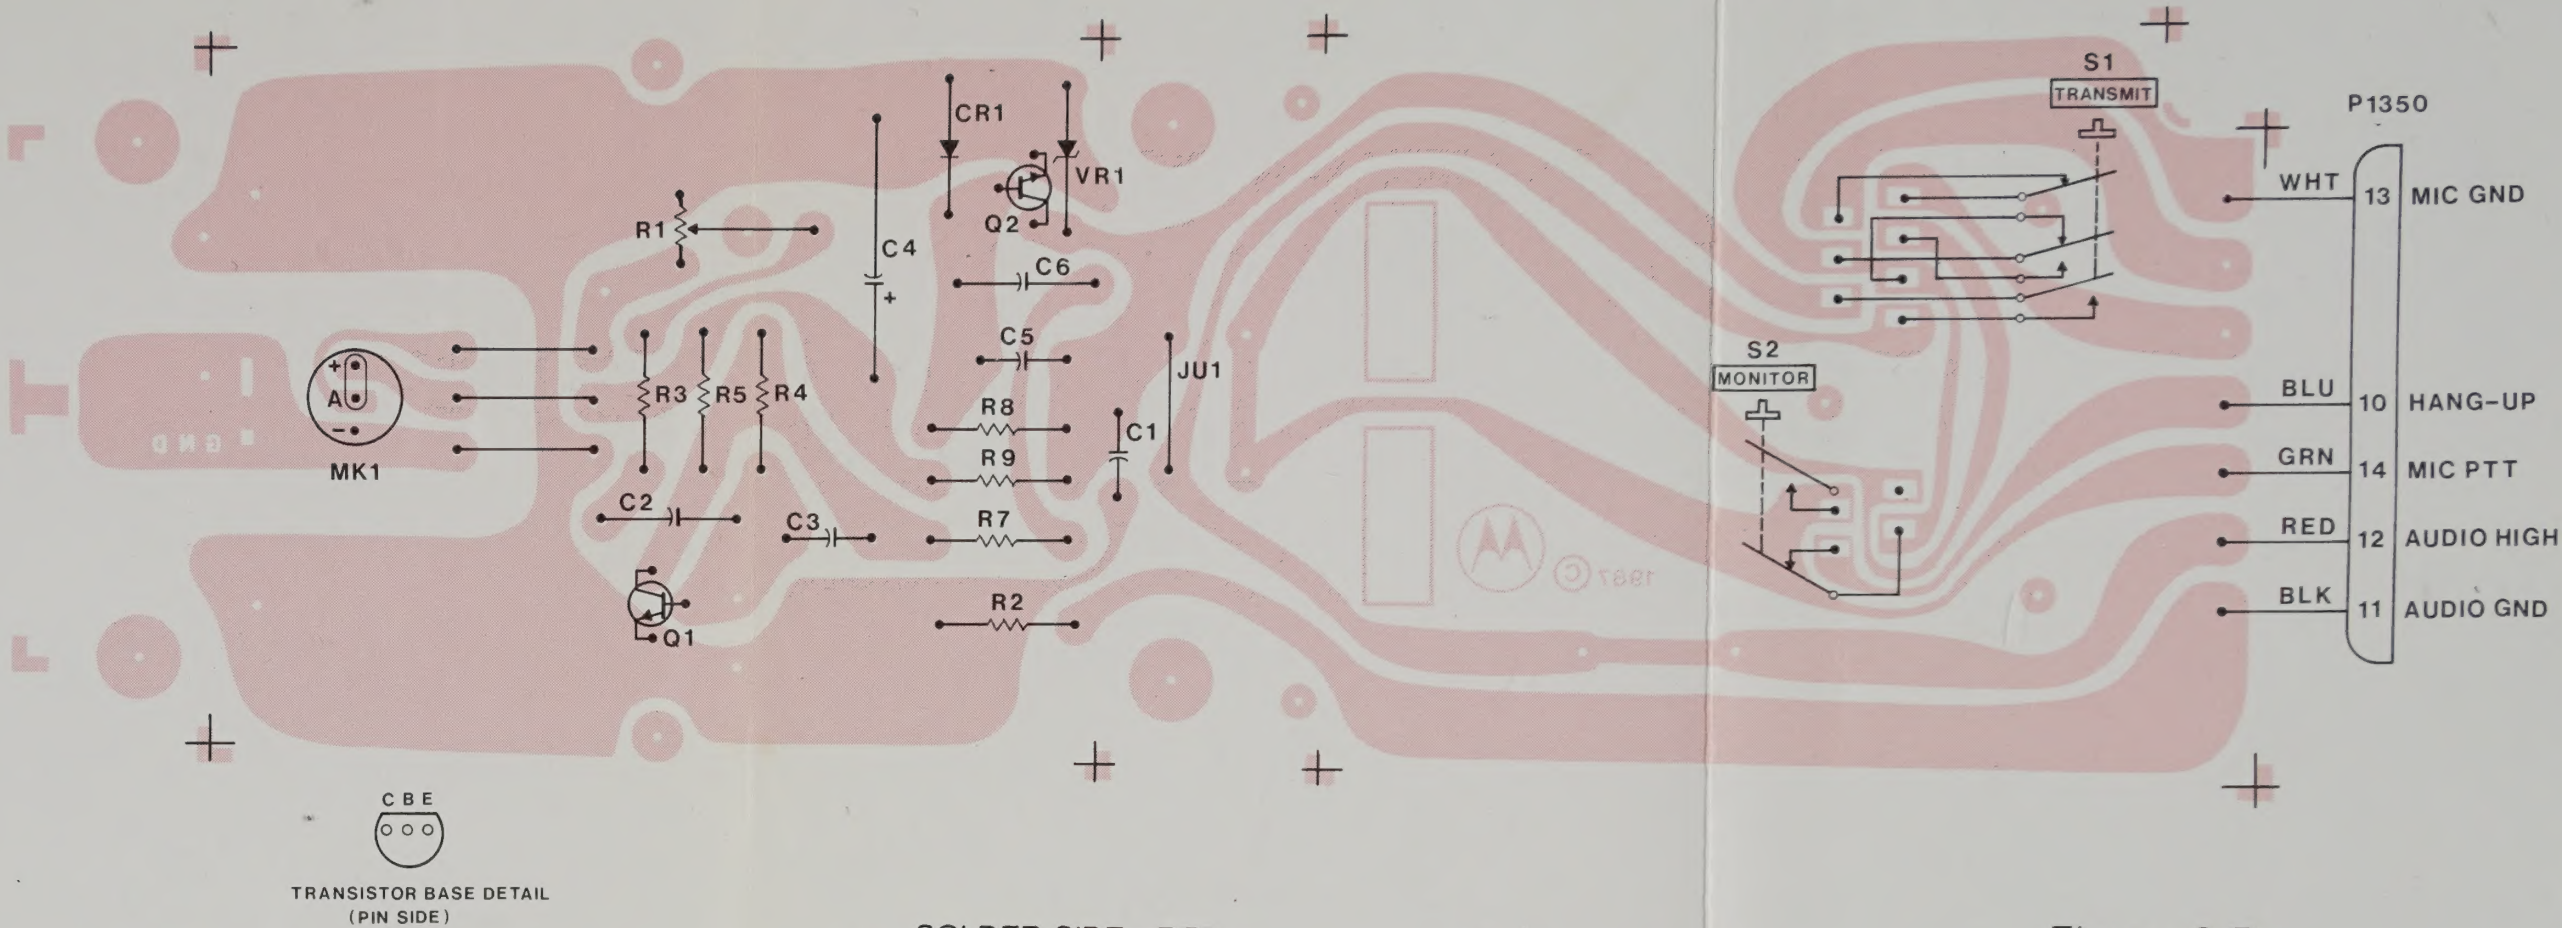 S1
TRANSMIT
P1350
CR1
WHT 13 MIC GND
VR1
Q2
R1
C4
+
C6
C5
JU1
S2
MONITOR
BLU 10 HANG-UP
+
A
-
R3 R5 R4
R8
C1
GND
MK1
R9
GRN 14 MIC PTT
C2
C3
R7
RED 12 AUDIO HIGH
© 1987
R2
BLK 11 AUDIO GND
Q1
C B E
TRANSISTOR BASE DETAIL
(PIN SIDE)